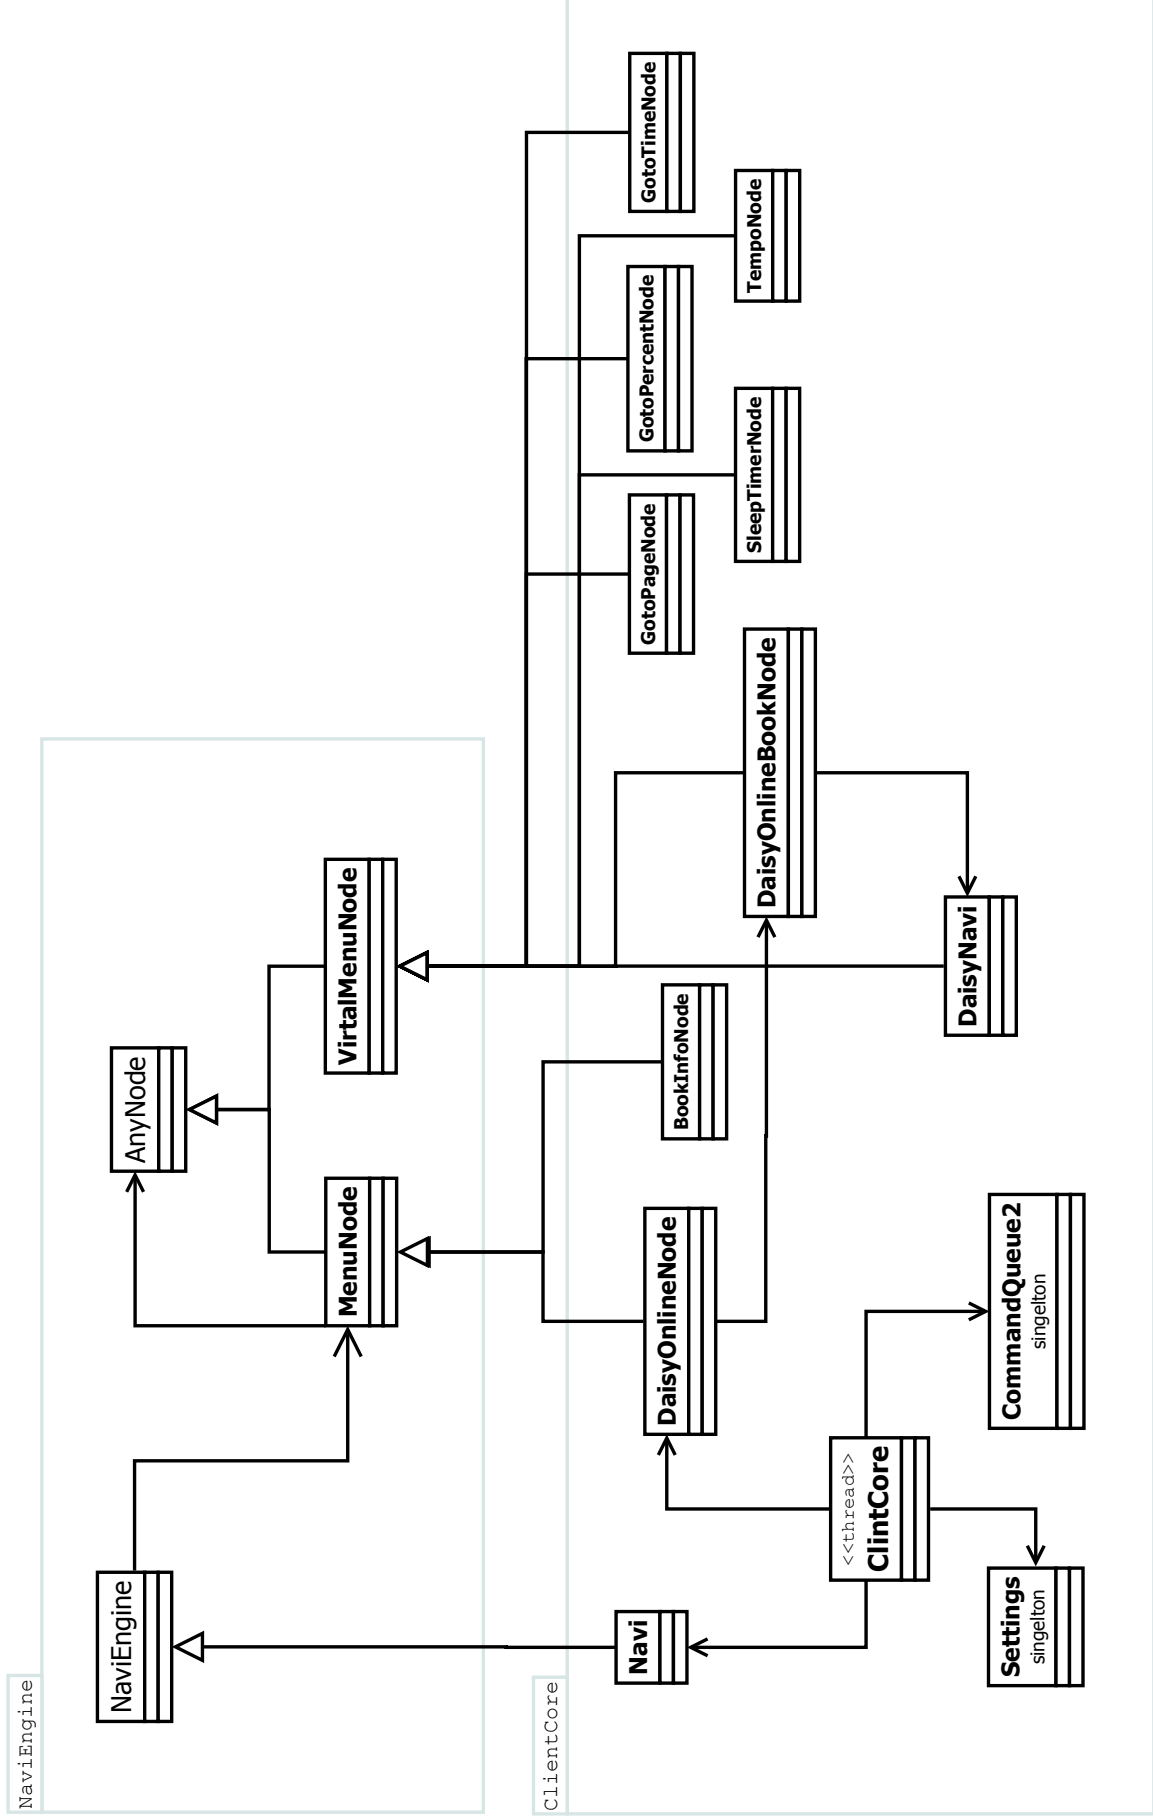 NaviEngine
NaviEngine
AnyNode
MenuNode
VirtalMenuNode
ClientCore
Navi
DaisyOnlineNode
BookInfoNode
GotoPageNode
GotoPercentNode
GotoTimeNode
DaisyOnlineBookNode
SleepTimerNode
TempoNode
<<thread>>
ClintCore
DaisyNavi
Settings
singelton
CommandQueue2
singelton